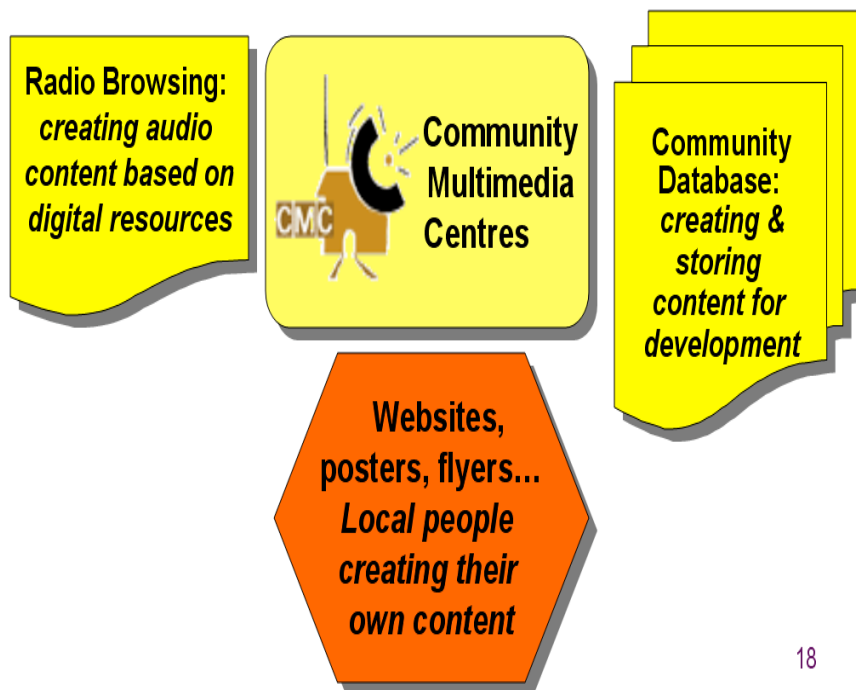 Radio Browsing:
creating audio
content based on
digital resources
CMC
Community
Multimedia
Centres
Community
Database:
creating &
storing
content for
development
Websites,
posters, flyers...
Local people
creating their
own content
18